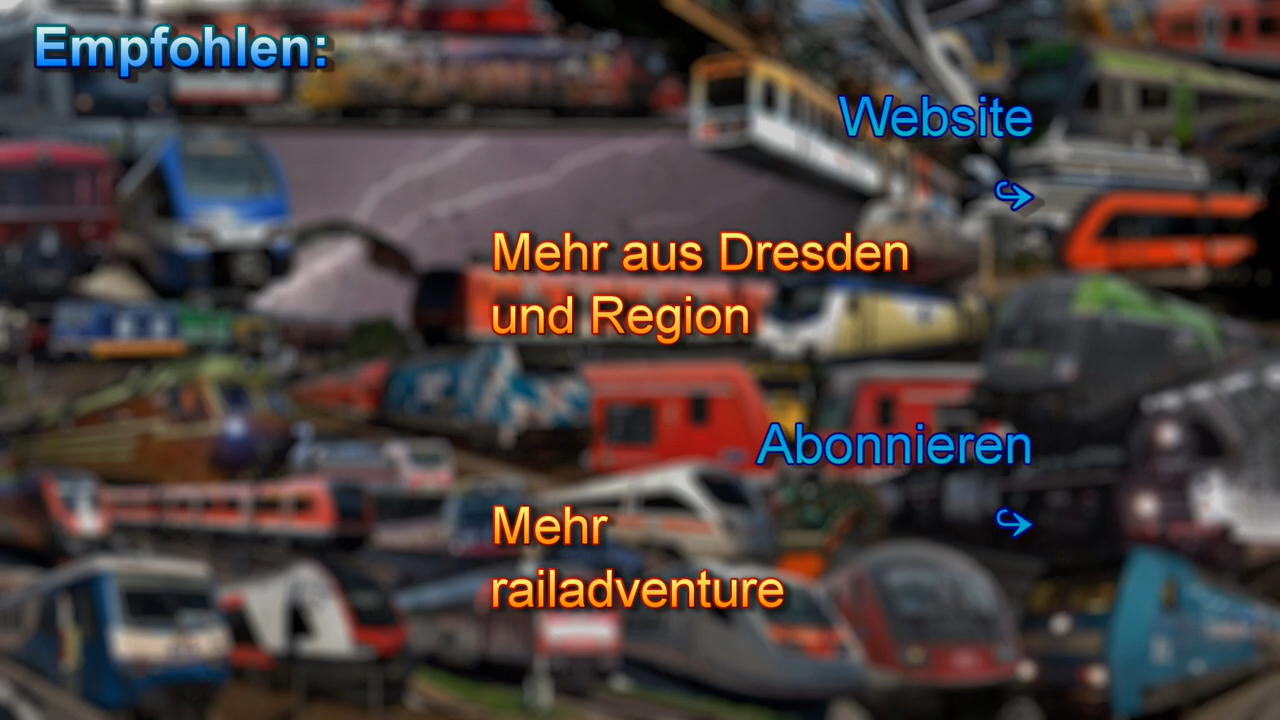 Empfohlen:
Website
Mehr aus Dresden
und Region
Abonnieren
Mehr
railadventure